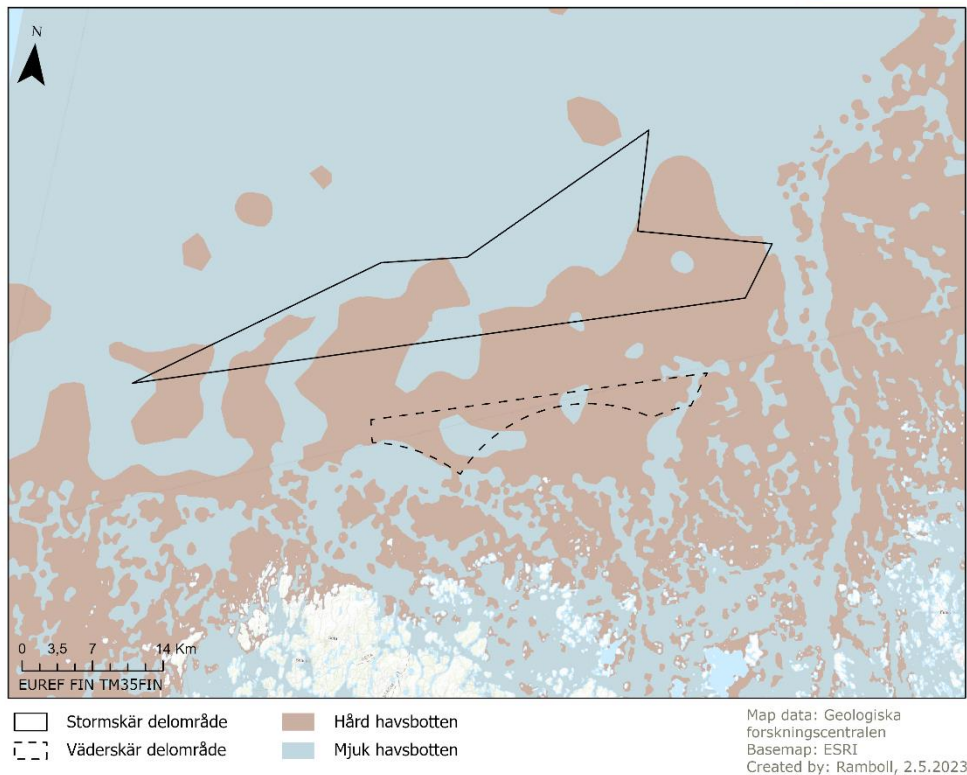 N
0 3,5 7 14 Km
EUREF FIN TM35FIN
Stormskär delområde
Väderskär delområde
Hård havsbotten
Mjuk havsbotten
Map data: Geologiska
forskningscentralen
Basemap: ESRI
Created by: Ramboll, 2.5.2023